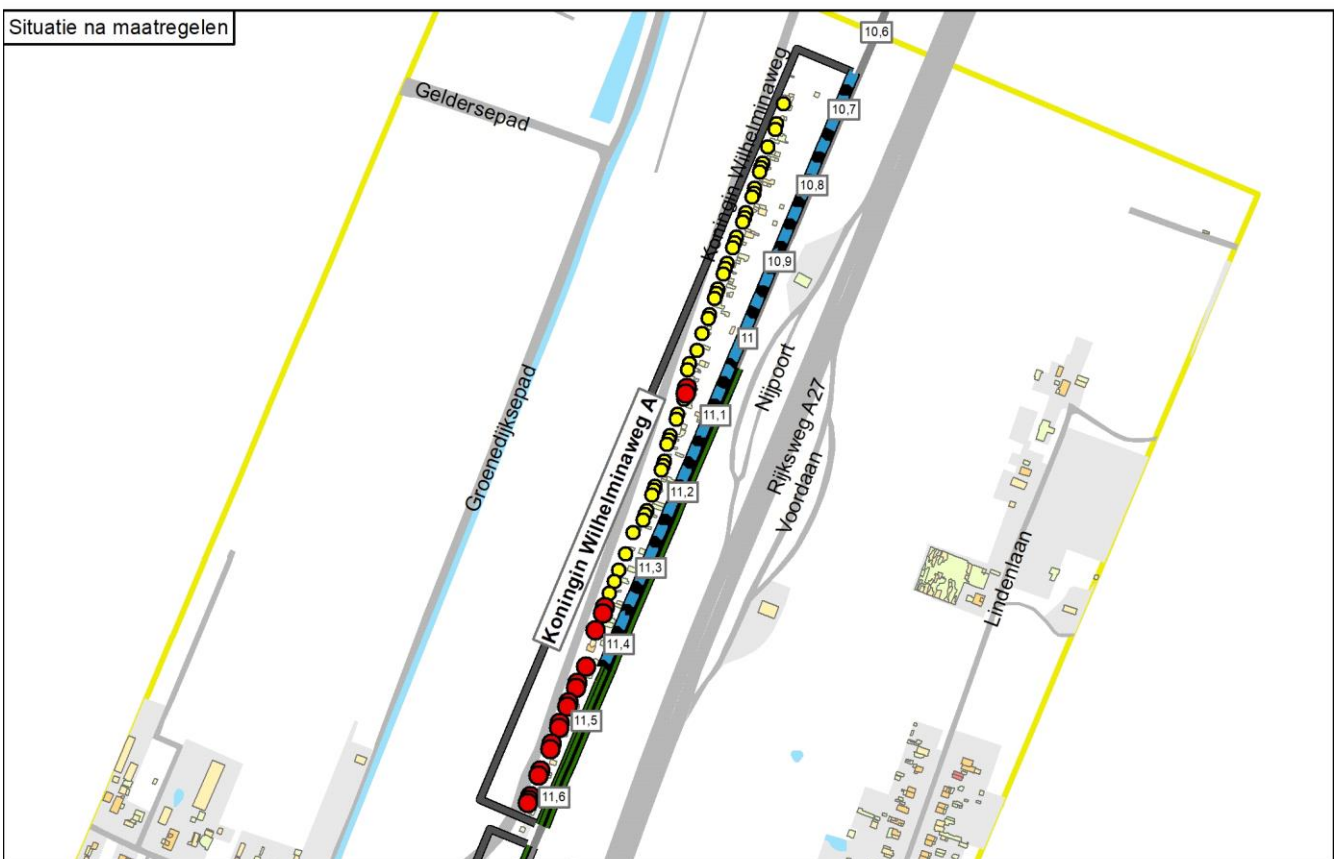 Situatie na maatregelen
10,6
Koningin Wilhelminaweg
Geldersepad
10,7
10,8
10,9
11
Nijpoort
Groenedijksepad
Koningin Wilhelminaweg A
11,1
Rijksweg A27
Voordaan
11,2
11,3
Lindenlaan
11,4
11,5
11,6